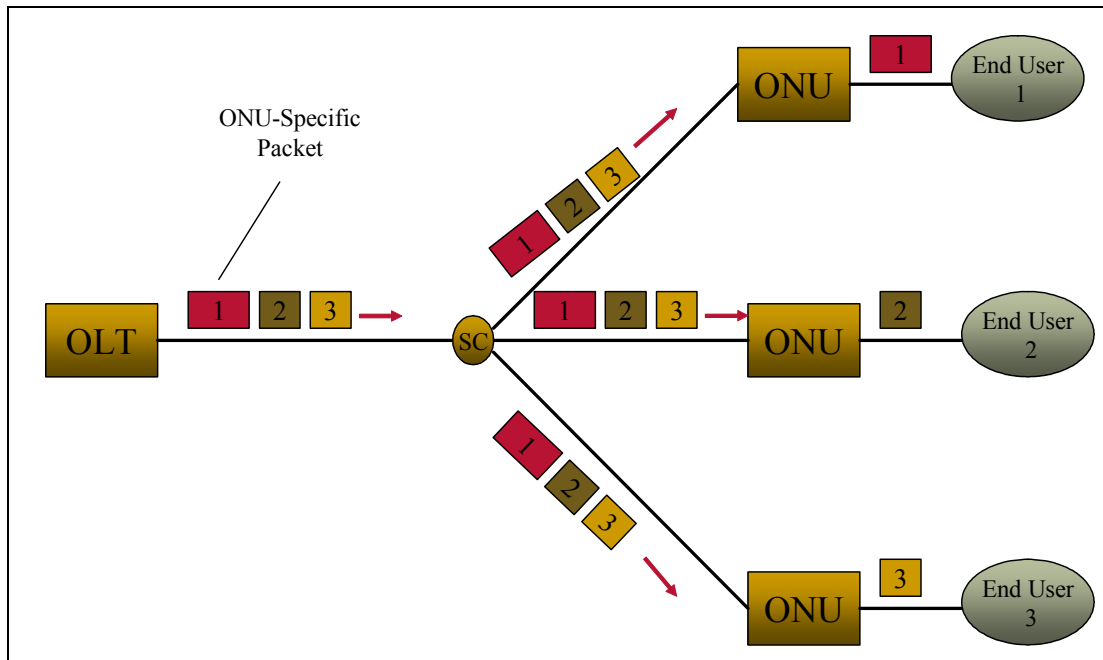 1
End User
1
ONU
ONU-Specific
Packet
1 2 3
1 2 3
1 2 3
2
OLT
SC
ONU
End User
2
1 2 3
3
ONU
End User
3